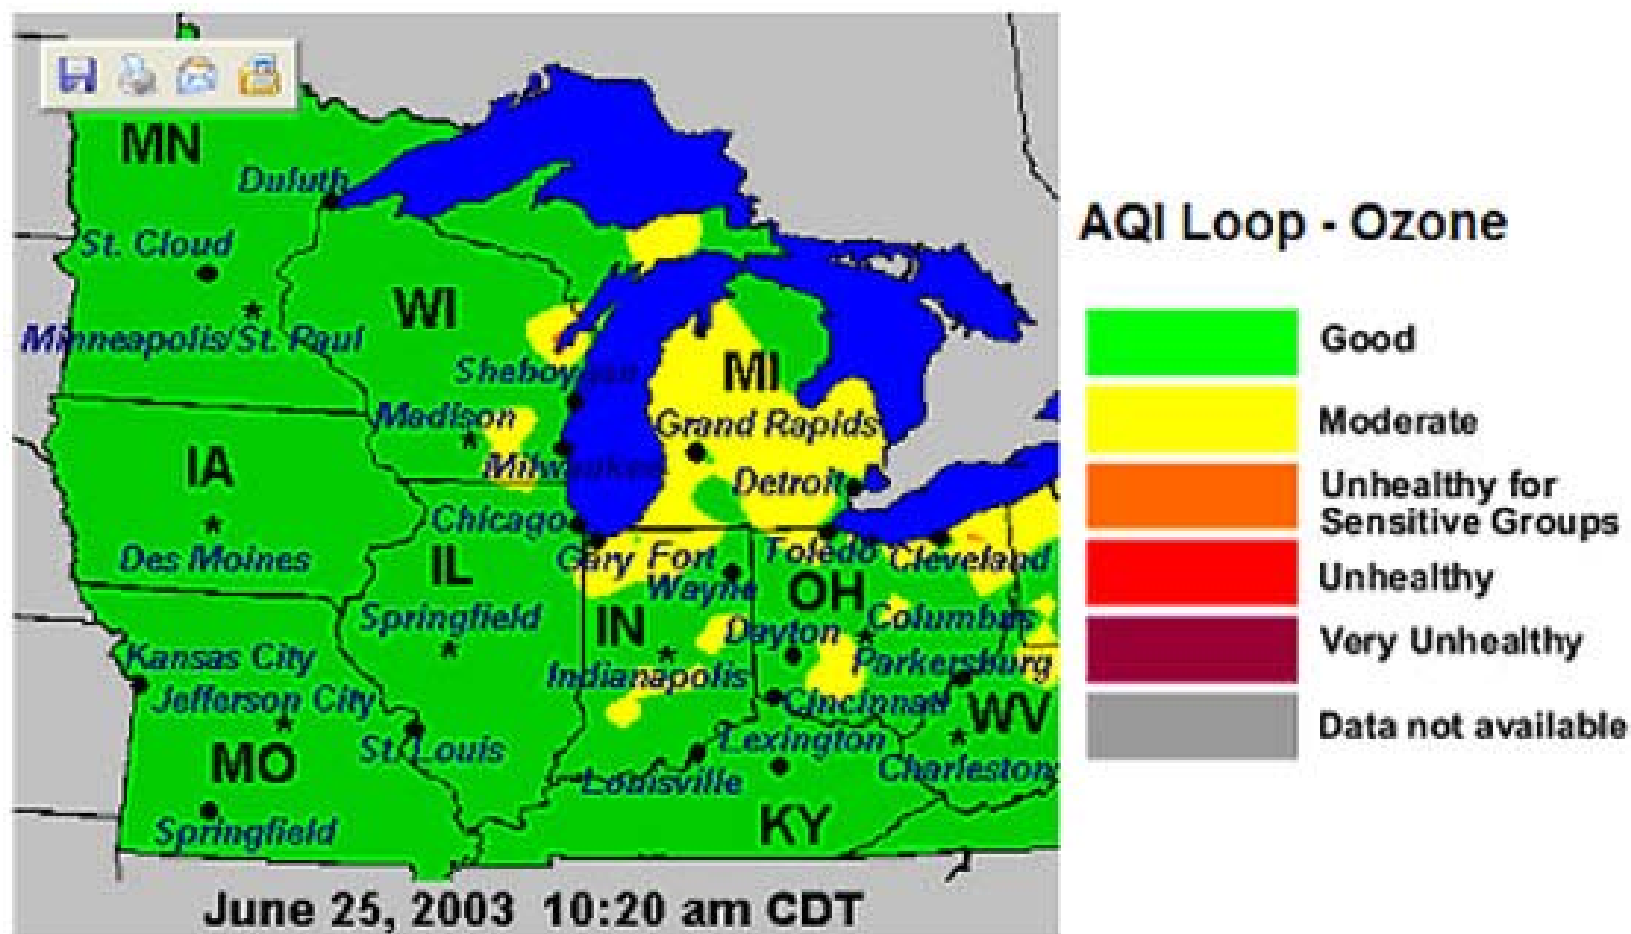 MN
Duluth
St. Cloud
WI
Minneapolis/St. Paul
MI
Sheboygan
Madison
Grand Rapids
IA
Milwaukee
Detroit
Chicago
Des Moines
IL
Gary Fort
Wayne
Toledo Cleveland
OH
Springfield
IN
Dayton
Columbus
Kansas City
Indianapolis
Parkersburg
Jefferson City
Cincinnati
WV
St. Louis
Lexington
MO
Louisville
Charleston
Springfield
KY
June 25, 2003 10:20 am CDT
AQI Loop - Ozone
Good
Moderate
Unhealthy for
Sensitive Groups
Unhealthy
Very Unhealthy
Data not available